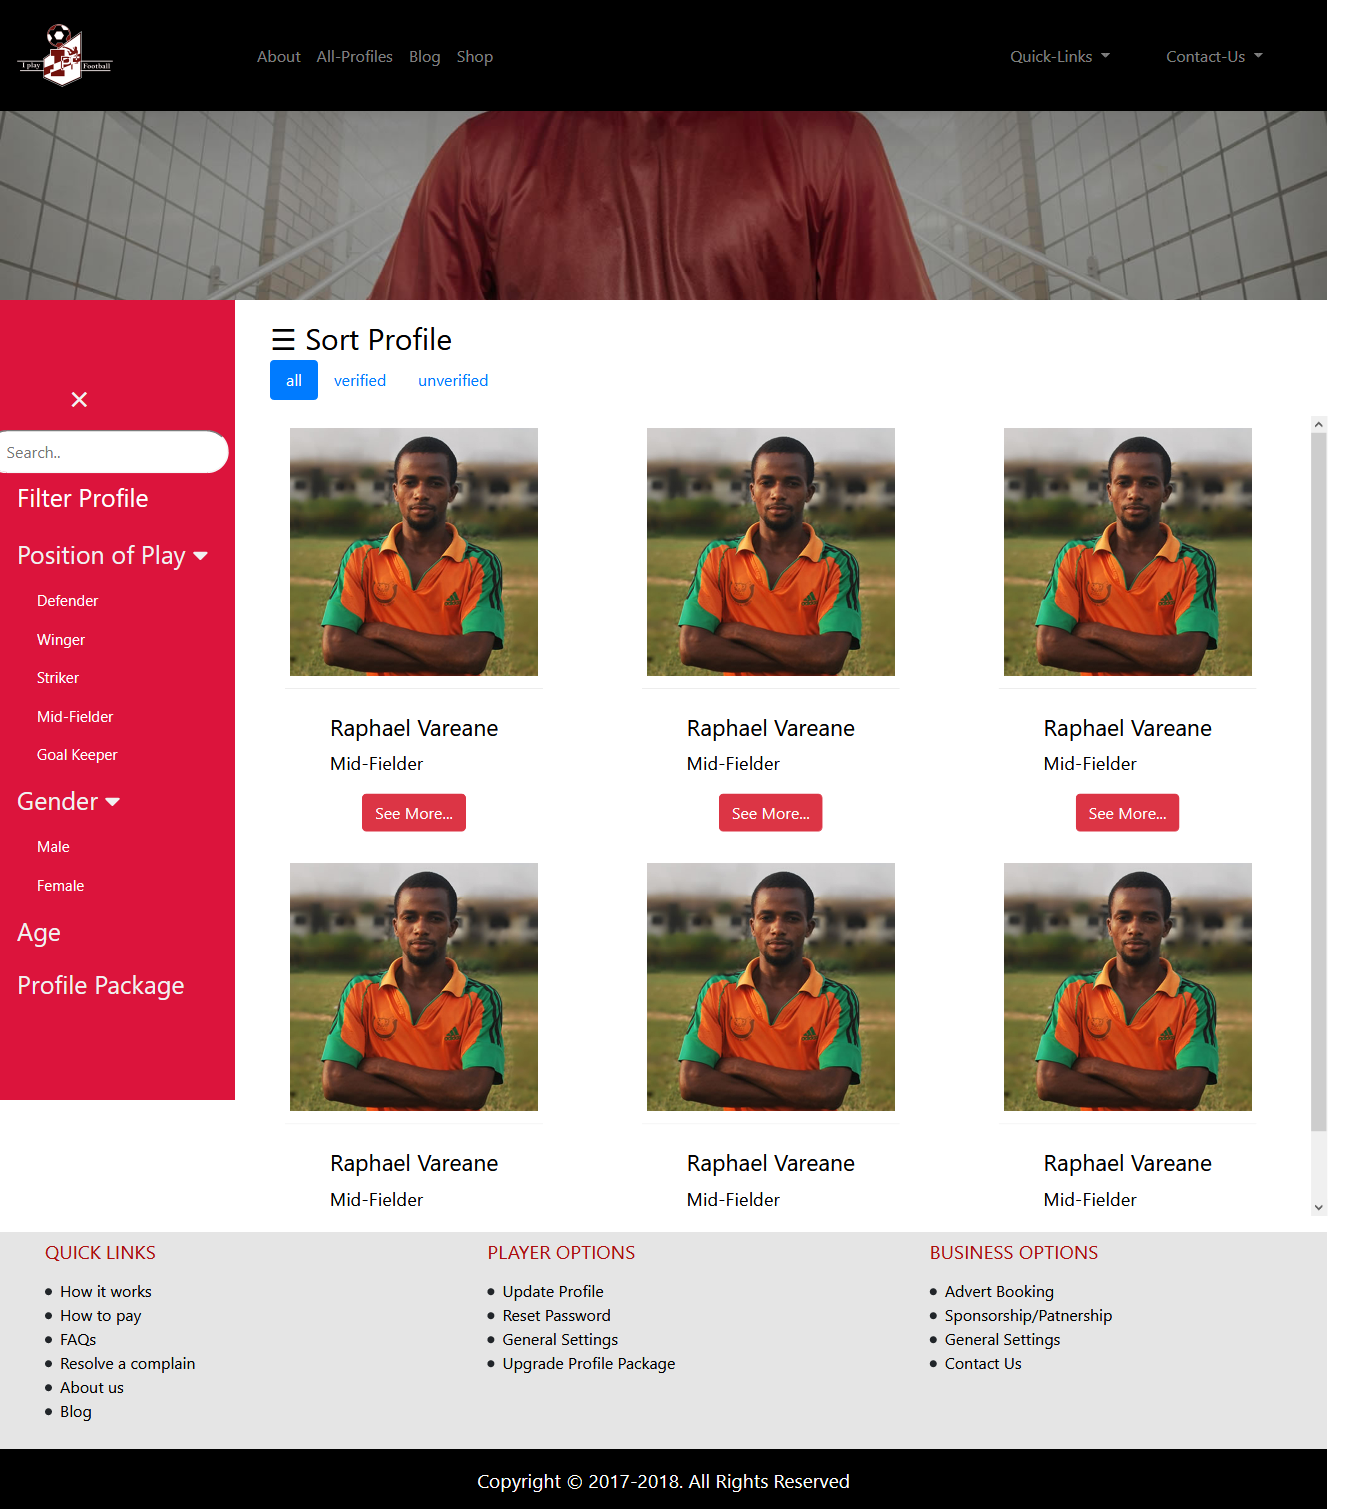 I play Football
About All-Profiles Blog Shop Quick-Links Contact-Us
☰ Sort Profile
all verified unverified
×
Search..
Filter Profile
Position of Play
Defender
Winger
Striker
Mid-Fielder
Goal Keeper
Gender
Male
Female
Age
Profile Package
Raphael Vareane Raphael Vareane Raphael Vareane
Mid-Fielder Mid-Fielder Mid-Fielder
See More... See More... See More...
Raphael Vareane Raphael Vareane Raphael Vareane
Mid-Fielder Mid-Fielder Mid-Fielder
QUICK LINKS
• How it works
• How to pay
• FAQs
• Resolve a complain
• About us
• Blog
PLAYER OPTIONS
• Update Profile
• Reset Password
• General Settings
• Upgrade Profile Package
BUSINESS OPTIONS
• Advert Booking
• Sponsorship/Patnership
• General Settings
• Contact Us
Copyright © 2017-2018. All Rights Reserved